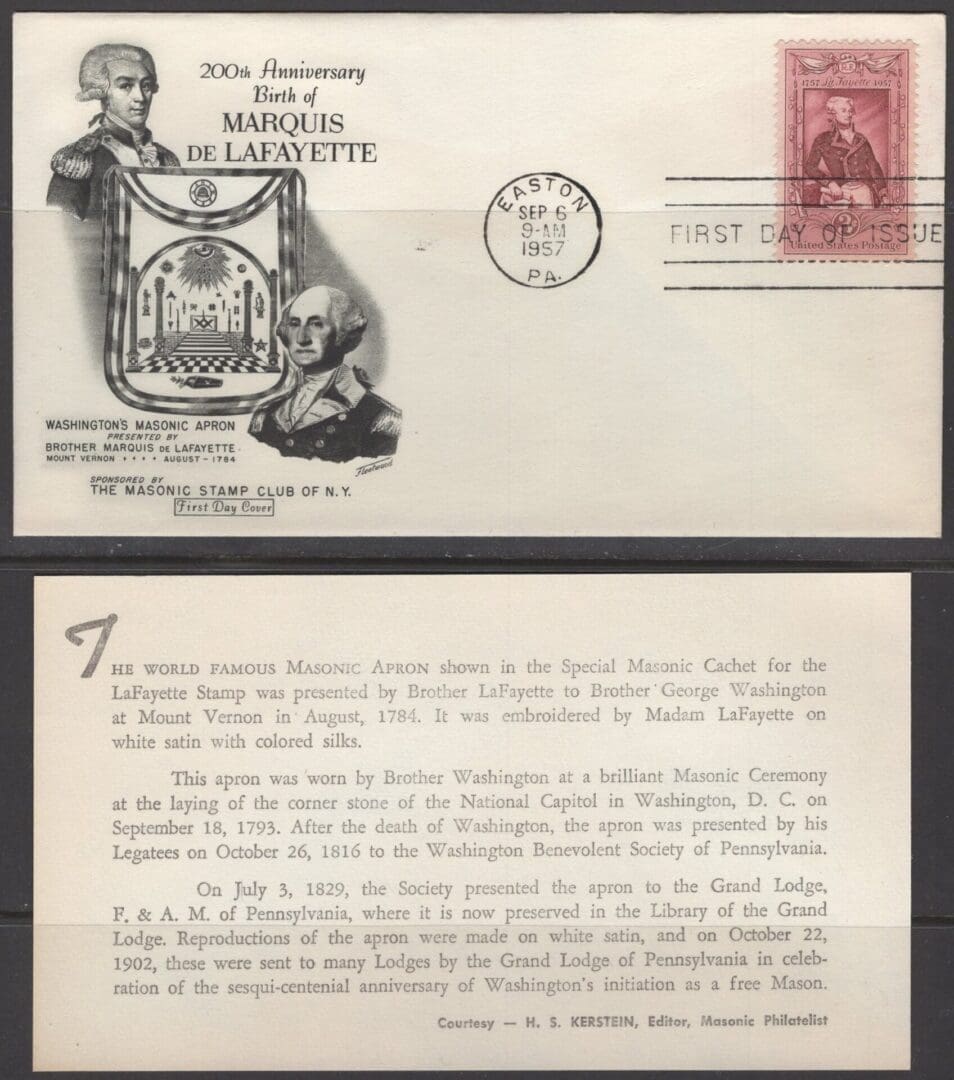 200th Anniversary
Birth of
MARQUIS
DE LAFAYETTE
R.F.
1757 La Fayette 1957
3¢
United States Postage
EASTON
SEP 6
9-AM
1957
PA.
FIRST DAY OF ISSUE
WASHINGTON'S MASONIC APRON
PRESENTED BY
BROTHER MARQUIS DE LAFAYETTE
MOUNT VERNON • • • • AUGUST - 1784
Fleetwood
SPONSORED BY
THE MASONIC STAMP CLUB OF N.Y.
First Day Cover
THE WORLD FAMOUS MASONIC APRON shown in the Special Masonic Cachet for the
LaFayette Stamp was presented by Brother LaFayette to Brother George Washington
at Mount Vernon in August, 1784. It was embroidered by Madam LaFayette on
white satin with colored silks.
This apron was worn by Brother Washington at a brilliant Masonic Ceremony
at the laying of the corner stone of the National Capitol in Washington, D. C. on
September 18, 1793. After the death of Washington, the apron was presented by his
Legatees on October 26, 1816 to the Washington Benevolent Society of Pennsylvania.
On July 3, 1829, the Society presented the apron to the Grand Lodge,
F. & A. M. of Pennsylvania, where it is now preserved in the Library of the Grand
Lodge. Reproductions of the apron were made on white satin, and on October 22,
1902, these were sent to many Lodges by the Grand Lodge of Pennsylvania in celeb-
ration of the sesqui-centenial anniversary of Washington's initiation as a free Mason.
Courtesy — H. S. KERSTEIN, Editor, Masonic Philatelist